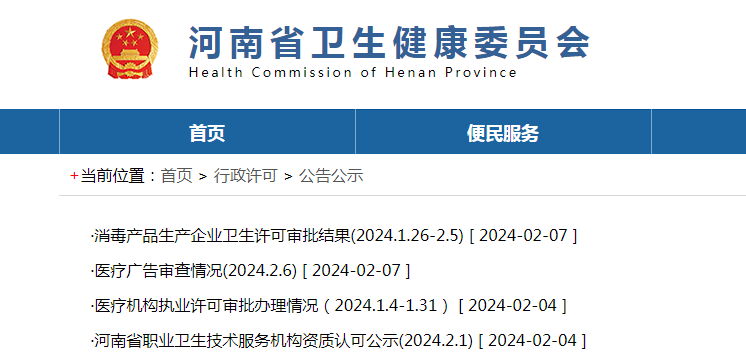 河南省卫生健康委员会
Health Commission of Henan Province
首页 便民服务
+当前位置：首页 > 行政许可 > 公告公示
·消毒产品生产企业卫生许可审批结果(2024.1.26-2.5) [ 2024-02-07 ]
·医疗广告审查情况(2024.2.6) [ 2024-02-07 ]
·医疗机构执业许可审批办理情况（2024.1.4-1.31） [ 2024-02-04 ]
·河南省职业卫生技术服务机构资质认可公示(2024.2.1) [ 2024-02-04 ]